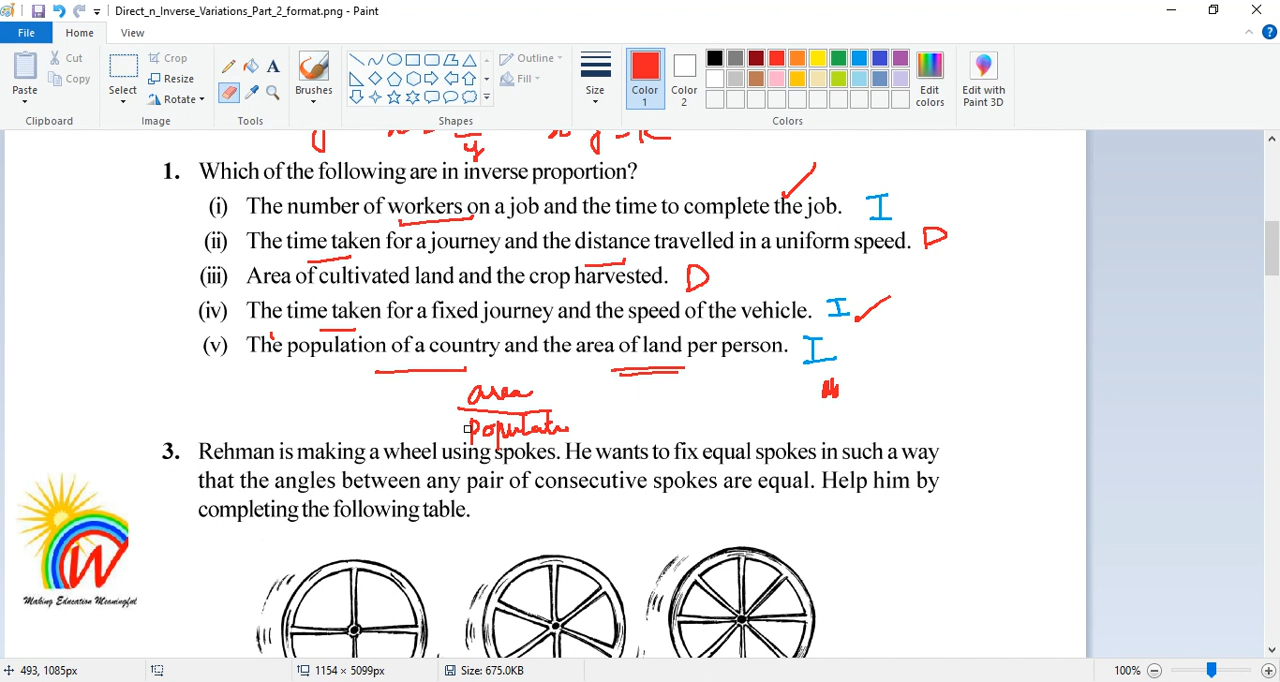 Direct_n_Inverse_Variations_Part_2_format.png - Paint
File Home View
Paste Cut Copy Clipboard
Select Crop Resize Rotate Image
Tools
Brushes
Outline Fill Shapes
Size
Color 1 Color 2 Edit colors Colors
Edit with Paint 3D
y x y = k
1. Which of the following are in inverse proportion?
(i) The number of workers on a job and the time to complete the job. I
(ii) The time taken for a journey and the distance travelled in a uniform speed. D
(iii) Area of cultivated land and the crop harvested. D
(iv) The time taken for a fixed journey and the speed of the vehicle. I
(v) The population of a country and the area of land per person. I
area
Populat
3. Rehman is making a wheel using spokes. He wants to fix equal spokes in such a way
that the angles between any pair of consecutive spokes are equal. Help him by
completing the following table.
W
Making Education Meaningful
493, 1085px 1154 × 5099px Size: 675.0KB 100%